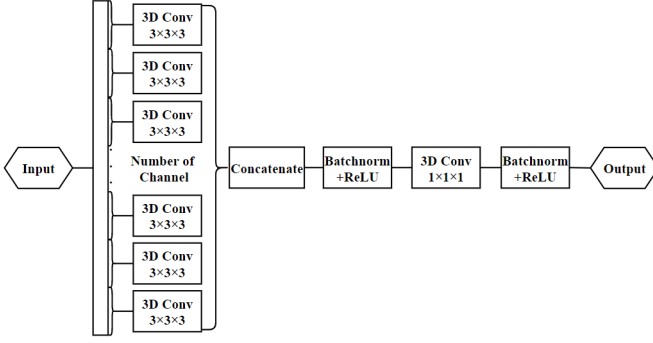 3D Conv
3×3×3
3D Conv
3×3×3
3D Conv
3×3×3
Input
Number of
Channel
Concatenate
Batchnorm
+ReLU
3D Conv
1×1×1
Batchnorm
+ReLU
Output
3D Conv
3×3×3
3D Conv
3×3×3
3D Conv
3×3×3